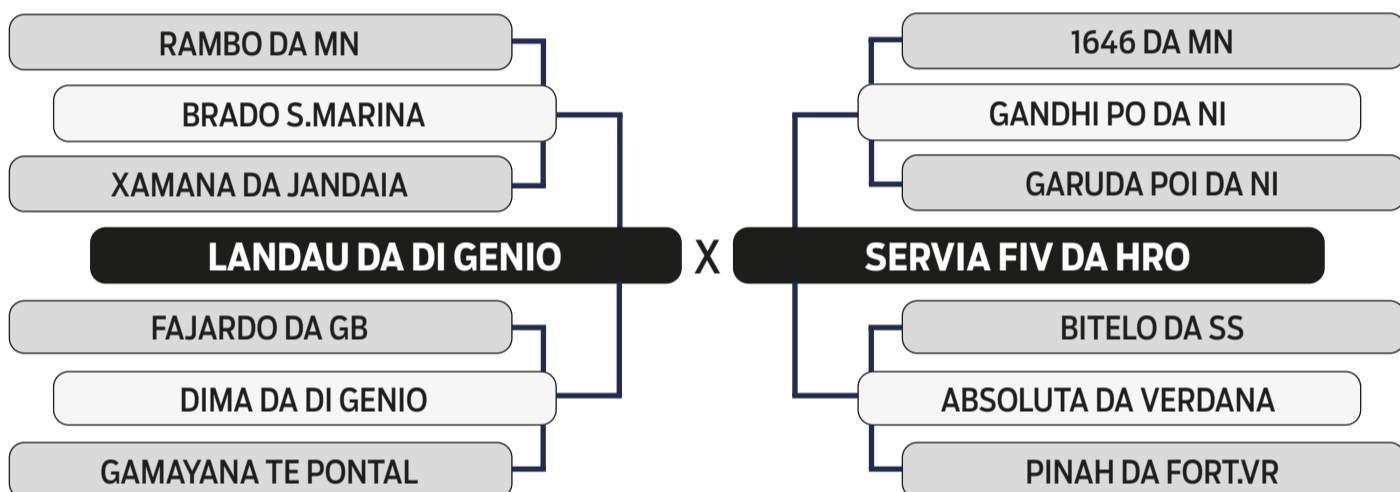 RAMBO DA MN
BRADO S.MARINA
XAMANA DA JANDAIA
LANDAU DA DI GENIO
FAJARDO DA GB
DIMA DA DI GENIO
GAMAYANA TE PONTAL
X
1646 DA MN
GANDHI PO DA NI
GARUDA POI DA NI
SERVIA FIV DA HRO
BITELO DA SS
ABSOLUTA DA VERDANA
PINAH DA FORT.VR